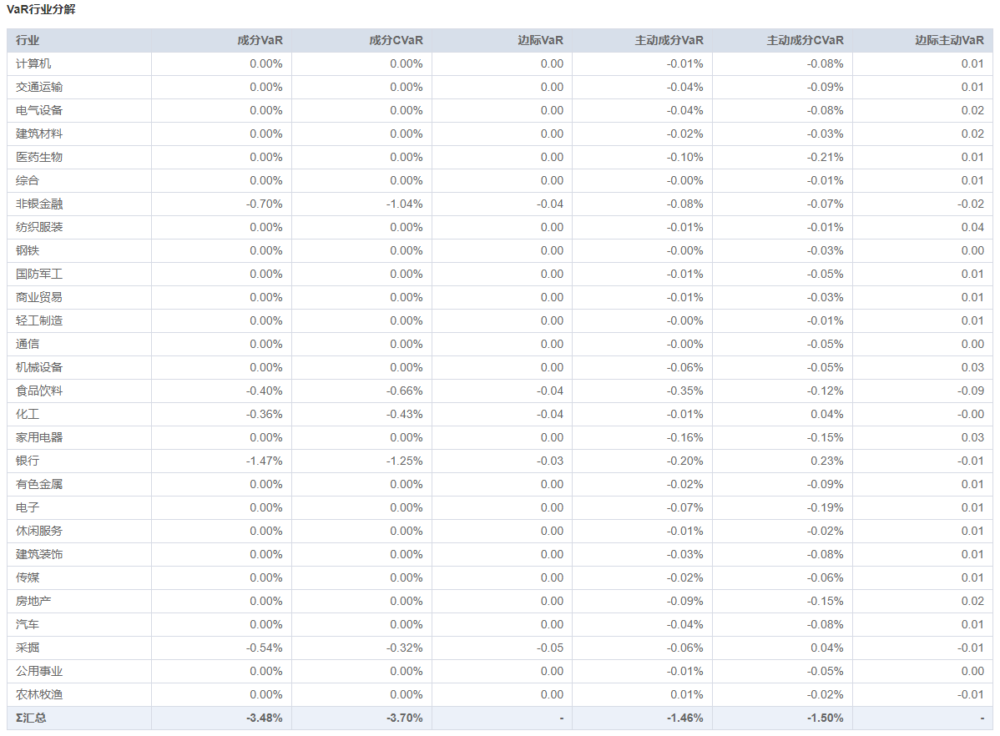 VaR行业分解
行业 成分VaR 成分CVaR 边际VaR 主动成分VaR 主动成分CVaR 边际主动VaR
计算机 0.00% 0.00% 0.00 -0.01% -0.08% 0.01
交通运输 0.00% 0.00% 0.00 -0.04% -0.09% 0.01
电气设备 0.00% 0.00% 0.00 -0.04% -0.08% 0.02
建筑材料 0.00% 0.00% 0.00 -0.02% -0.03% 0.02
医药生物 0.00% 0.00% 0.00 -0.10% -0.21% 0.01
综合 0.00% 0.00% 0.00 -0.00% -0.01% 0.01
非银金融 -0.70% -1.04% -0.04 -0.08% -0.07% -0.02
纺织服装 0.00% 0.00% 0.00 -0.01% -0.01% 0.04
钢铁 0.00% 0.00% 0.00 -0.00% -0.03% 0.00
国防军工 0.00% 0.00% 0.00 -0.01% -0.05% 0.01
商业贸易 0.00% 0.00% 0.00 -0.01% -0.03% 0.01
轻工制造 0.00% 0.00% 0.00 -0.00% -0.01% 0.01
通信 0.00% 0.00% 0.00 -0.00% -0.05% 0.00
机械设备 0.00% 0.00% 0.00 -0.06% -0.05% 0.03
食品饮料 -0.40% -0.66% -0.04 -0.35% -0.12% -0.09
化工 -0.36% -0.43% -0.04 -0.01% 0.04% -0.00
家用电器 0.00% 0.00% 0.00 -0.16% -0.15% 0.03
银行 -1.47% -1.25% -0.03 -0.20% 0.23% -0.01
有色金属 0.00% 0.00% 0.00 -0.02% -0.09% 0.01
电子 0.00% 0.00% 0.00 -0.07% -0.19% 0.01
休闲服务 0.00% 0.00% 0.00 -0.01% -0.02% 0.01
建筑装饰 0.00% 0.00% 0.00 -0.03% -0.08% 0.01
传媒 0.00% 0.00% 0.00 -0.02% -0.06% 0.01
房地产 0.00% 0.00% 0.00 -0.09% -0.15% 0.02
汽车 0.00% 0.00% 0.00 -0.04% -0.08% 0.01
采掘 -0.54% -0.32% -0.05 -0.06% 0.04% -0.01
公用事业 0.00% 0.00% 0.00 -0.01% -0.05% 0.00
农林牧渔 0.00% 0.00% 0.00 0.01% -0.02% -0.01
Σ汇总 -3.48% -3.70% - -1.46% -1.50% -